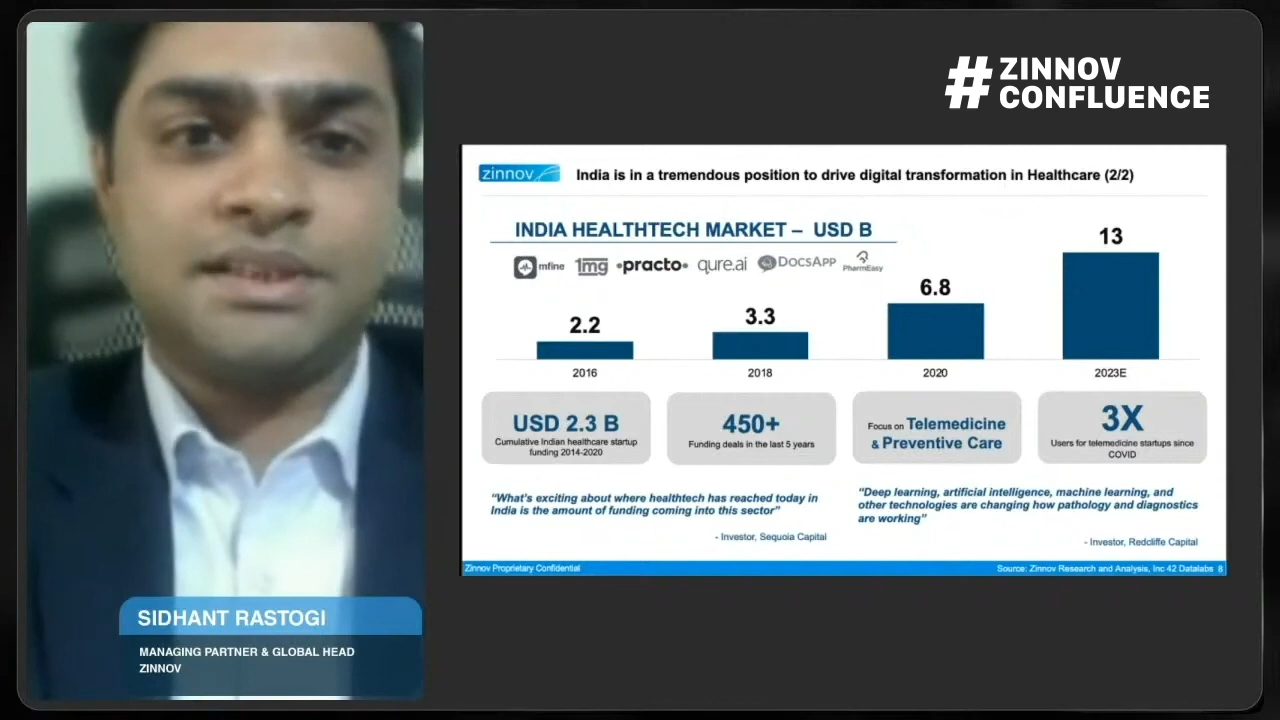 # ZINNOV
CONFLUENCE
zinnov
India is in a tremendous position to drive digital transformation in Healthcare (2/2)
INDIA HEALTHTECH MARKET – USD B
mfine 1mg •practo• qure.ai DOCSAPP PharmEasy
2.2
3.3
6.8
13
2016
2018
2020
2023E
USD 2.3 B
Cumulative Indian healthcare startup
funding 2014-2020
450+
Funding deals in the last 5 years
Focus on Telemedicine
& Preventive Care
3X
Users for telemedicine startups since
COVID
“What’s exciting about where healthtech has reached today in
India is the amount of funding coming into this sector”
- Investor, Sequoia Capital
“Deep learning, artificial intelligence, machine learning, and
other technologies are changing how pathology and diagnostics
are working”
- Investor, Redcliffe Capital
Zinnov Proprietary Confidential
Source: Zinnov Research and Analysis, Inc 42 Datalabs 8
SIDHANT RASTOGI
MANAGING PARTNER & GLOBAL HEAD
ZINNOV